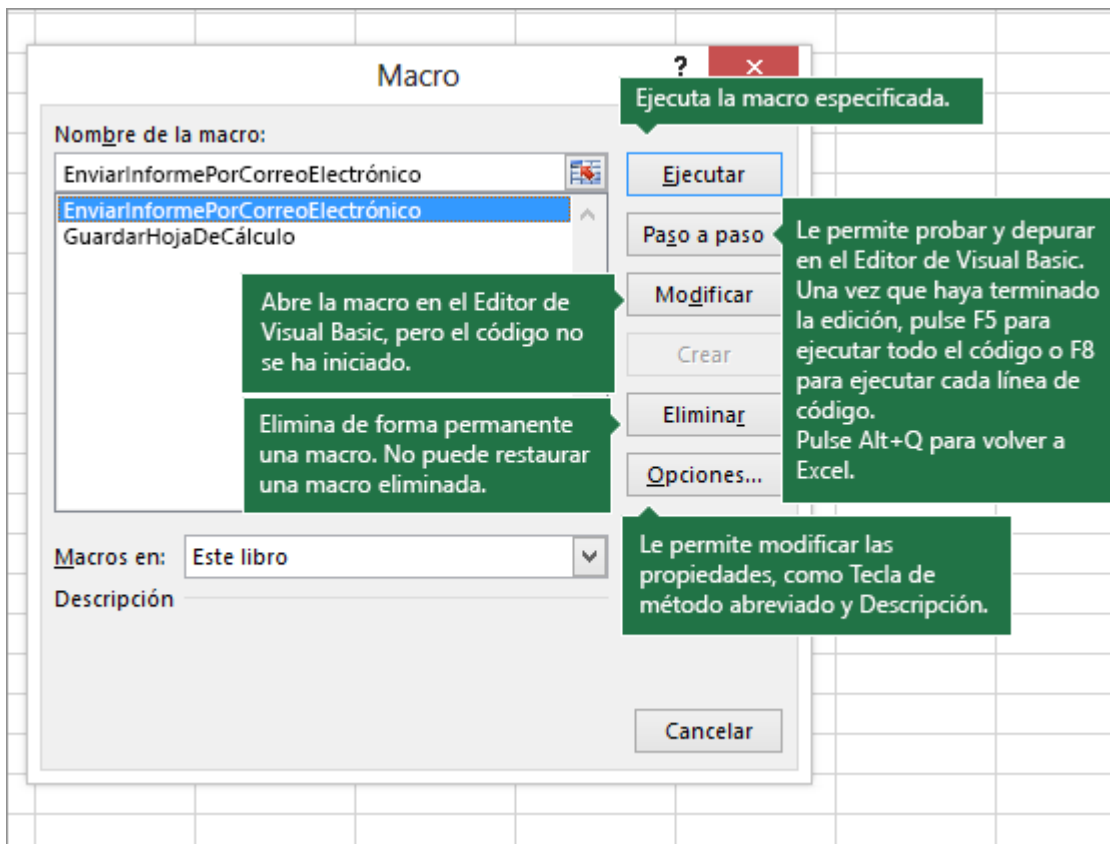 Macro
?
Ejecuta la macro especificada.
Nombre de la macro:
EnviarInformePorCorreoElectrónico
Ejecutar
EnviarInformePorCorreoElectrónico
GuardarHojaDeCálculo
Paso a paso
Le permite probar y depurar
en el Editor de Visual Basic.
Una vez que haya terminado
la edición, pulse F5 para
ejecutar todo el código o F8
para ejecutar cada línea de
código.
Pulse Alt+Q para volver a
Excel.
Abre la macro en el Editor de
Visual Basic, pero el código no
se ha iniciado.
Modificar
Crear
Elimina de forma permanente
una macro. No puede restaurar
una macro eliminada.
Eliminar
Opciones...
Le permite modificar las
propiedades, como Tecla de
método abreviado y Descripción.
Macros en:
Este libro
Descripción
Cancelar